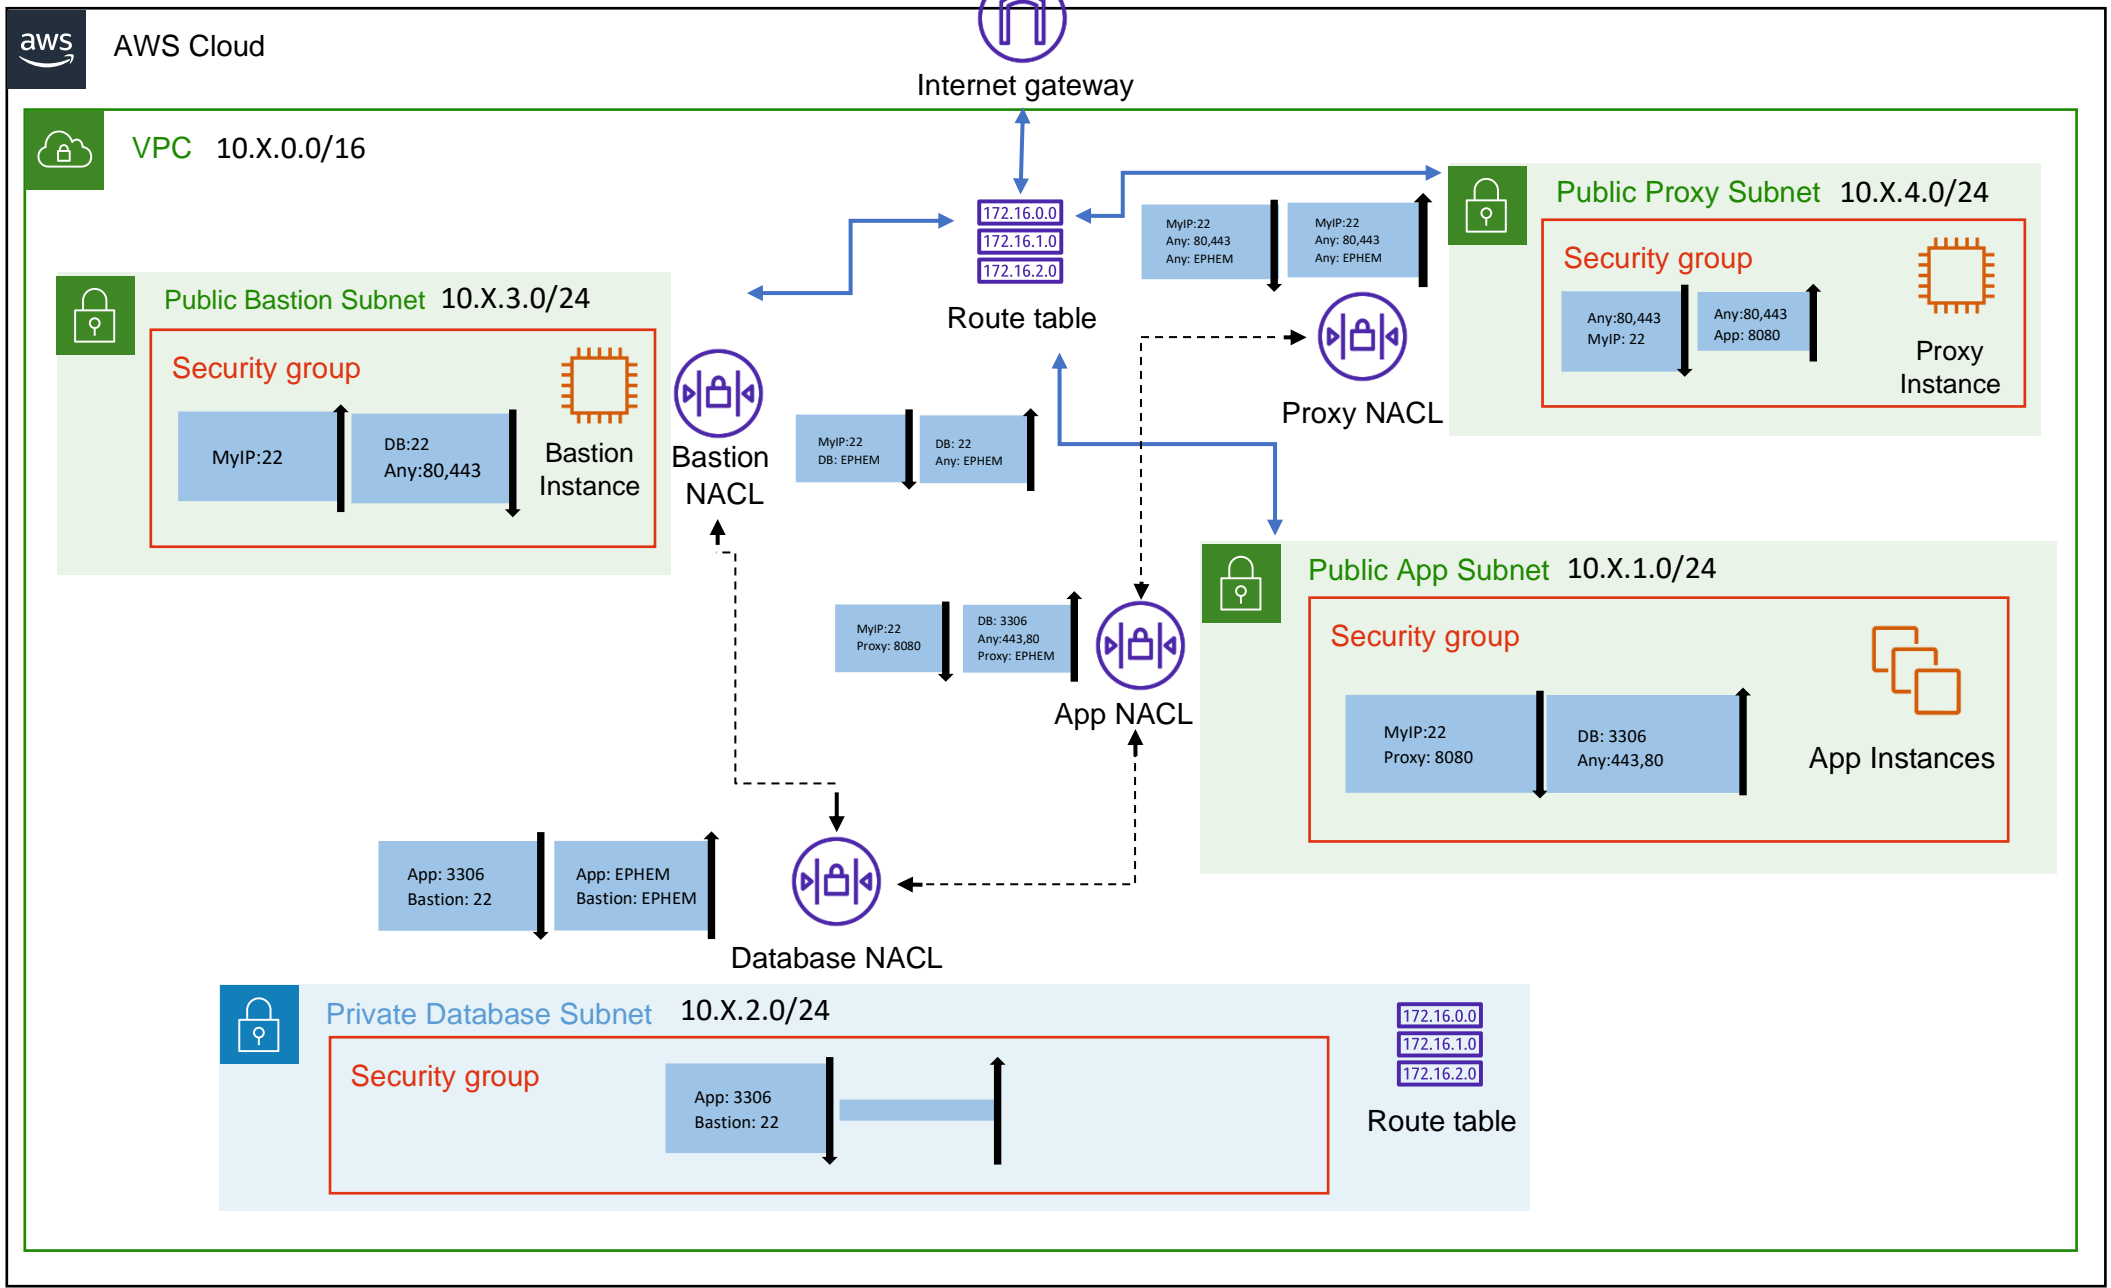 aws
AWS Cloud
Internet gateway
VPC 10.X.0.0/16
172.16.0.0
172.16.1.0
172.16.2.0
Route table
MyIP:22
Any: 80,443
Any: EPHEM
MyIP:22
Any: 80,443
Any: EPHEM
Proxy NACL
Public Proxy Subnet 10.X.4.0/24
Security group
Any:80,443
MyIP: 22
Any:80,443
App: 8080
Proxy
Instance
Public Bastion Subnet 10.X.3.0/24
Security group
MyIP:22
DB:22
Any:80,443
Bastion
Instance
Bastion
NACL
MyIP:22
DB: EPHEM
DB: 22
Any: EPHEM
Public App Subnet 10.X.1.0/24
Security group
MyIP:22
Proxy: 8080
DB: 3306
Any:443,80
App Instances
MyIP:22
Proxy: 8080
DB: 3306
Any:443,80
Proxy: EPHEM
App NACL
App: 3306
Bastion: 22
App: EPHEM
Bastion: EPHEM
Database NACL
Private Database Subnet 10.X.2.0/24
Security group
App: 3306
Bastion: 22
172.16.0.0
172.16.1.0
172.16.2.0
Route table